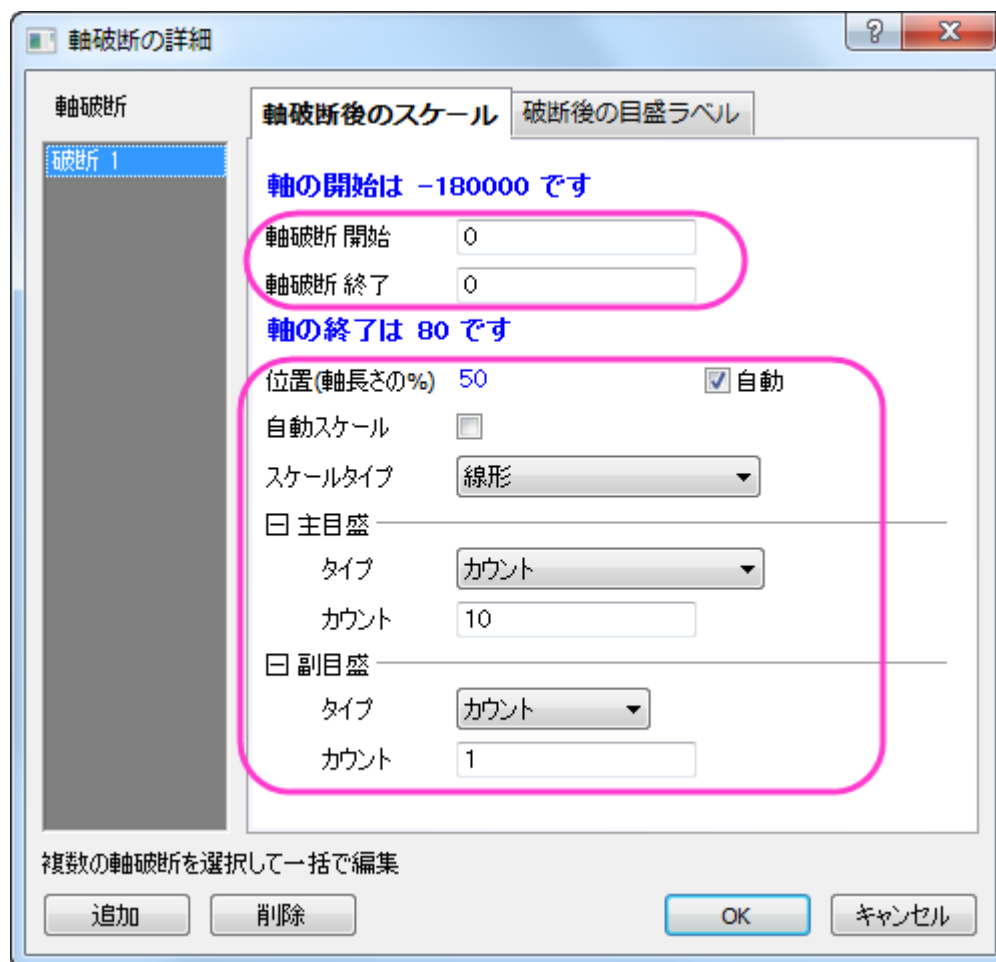 軸破断の詳細
軸破断
破断 1
軸破断後のスケール 破断後の目盛ラベル
軸の開始は -180000 です
軸破断 開始 0
軸破断 終了 0
軸の終了は 80 です
位置(軸長さの%) 50 自動
自動スケール
スケールタイプ 線形
主目盛
タイプ カウント
カウント 10
副目盛
タイプ カウント
カウント 1
複数の軸破断を選択して一括で編集
追加 削除 OK キャンセル